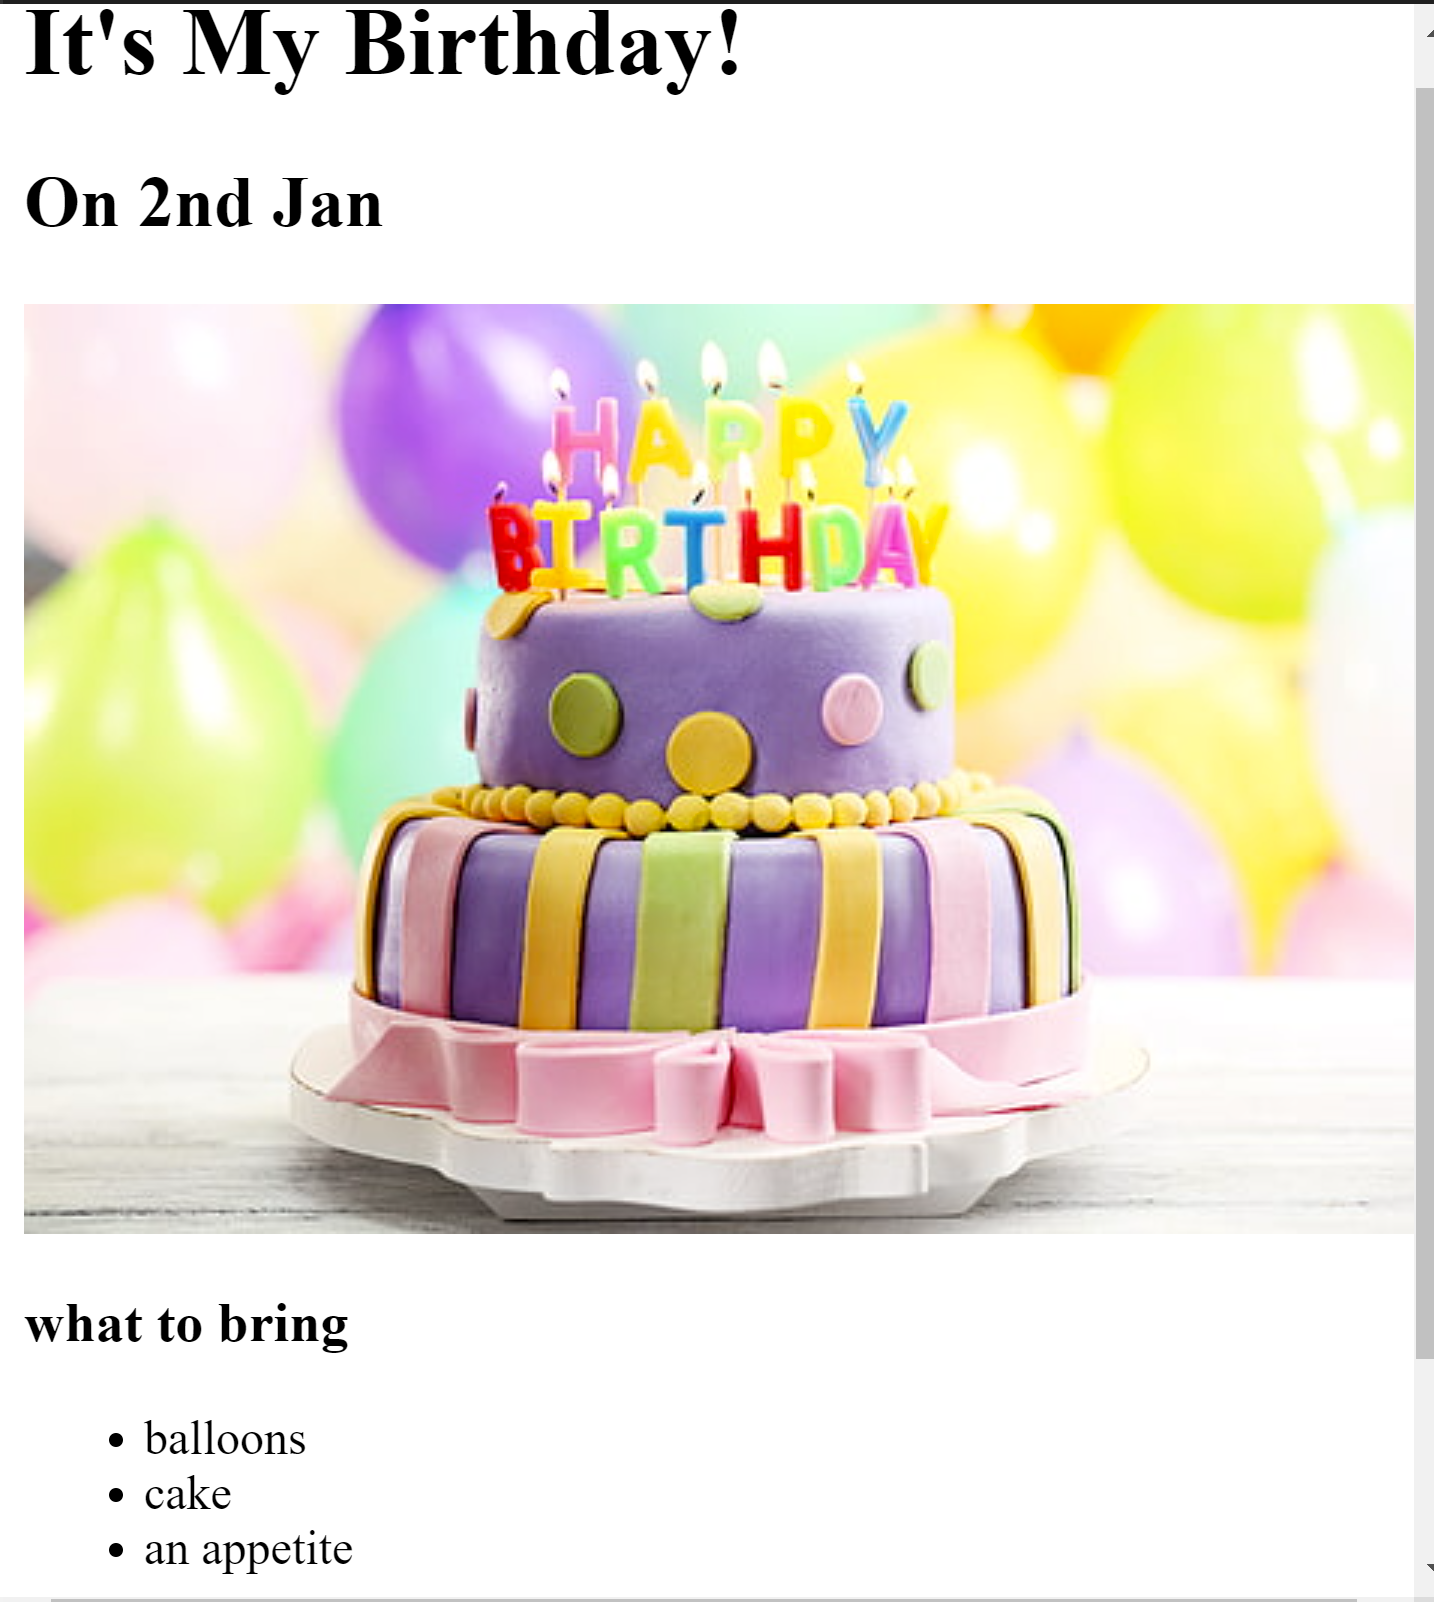 It's My Birthday!
On 2nd Jan
HAPPY
BIRTHDAY
what to bring
balloons
cake
an appetite